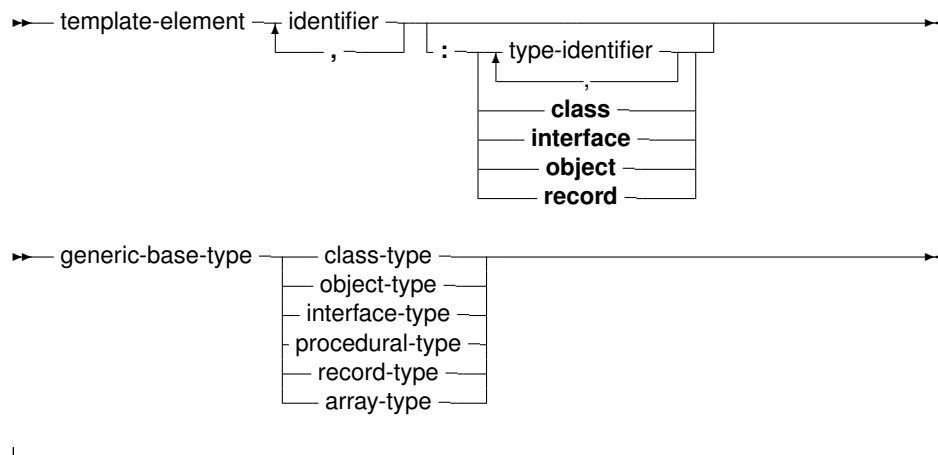 template-element identifier
,
: type-identifier
,
class
interface
object
record
generic-base-type class-type
object-type
interface-type
procedural-type
record-type
array-type